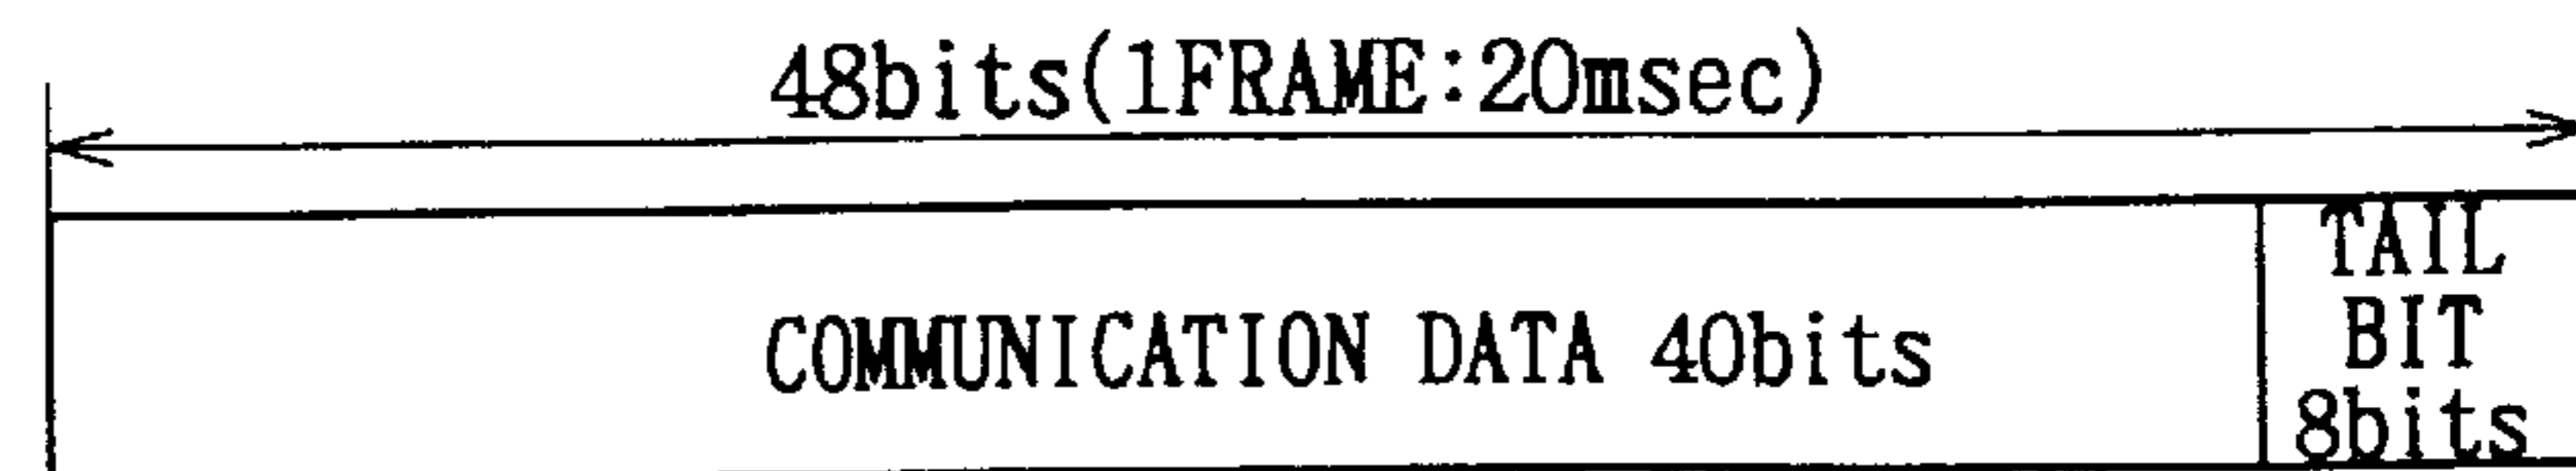 48bits(1FRAME:20msec)
COMMUNICATION DATA 40bits
TAIL
BIT
8bits